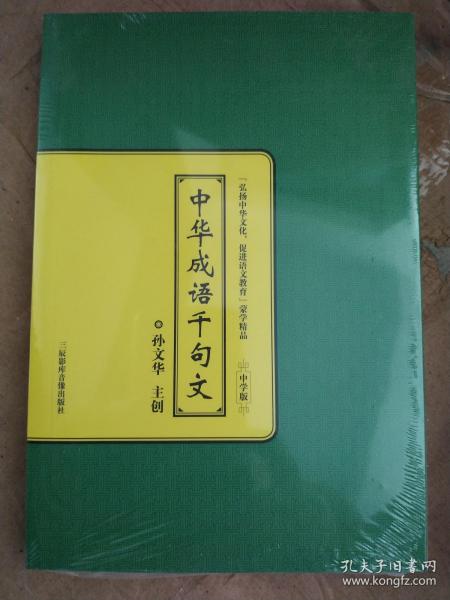 「弘扬中华文化,促进语文教育」蒙学精品
中学版
中华成语千句文
孙文华 主创
三辰影库音像出版社
孔夫子旧书网
www.kongfz.com